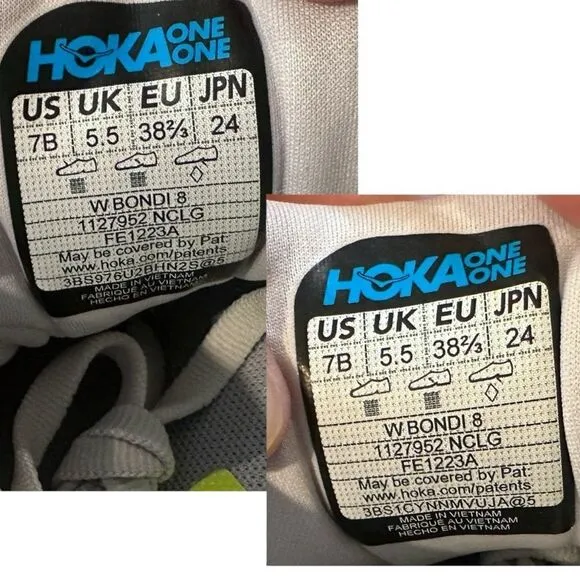 HOKA ONE ONE
US UK EU JPN
7B 5.5 38⅔ 24
W BONDI 8
1127952 NCLG
FE1223A
May be covered by Pat:
www.hoka.com/patents
MADE IN VIETNAM
FABRIQUÉ AU VIETNAM
HECHO EN VIETNAM
HOKA ONE ONE
US UK EU JPN
7B 5.5 38⅔ 24
W BONDI 8
1127952 NCLG
FE1223A
May be covered by Pat:
www.hoka.com/patents
3BS1CYNNMVUJA@5
MADE IN VIETNAM
FABRIQUÉ AU VIETNAM
HECHO EN VIETNAM